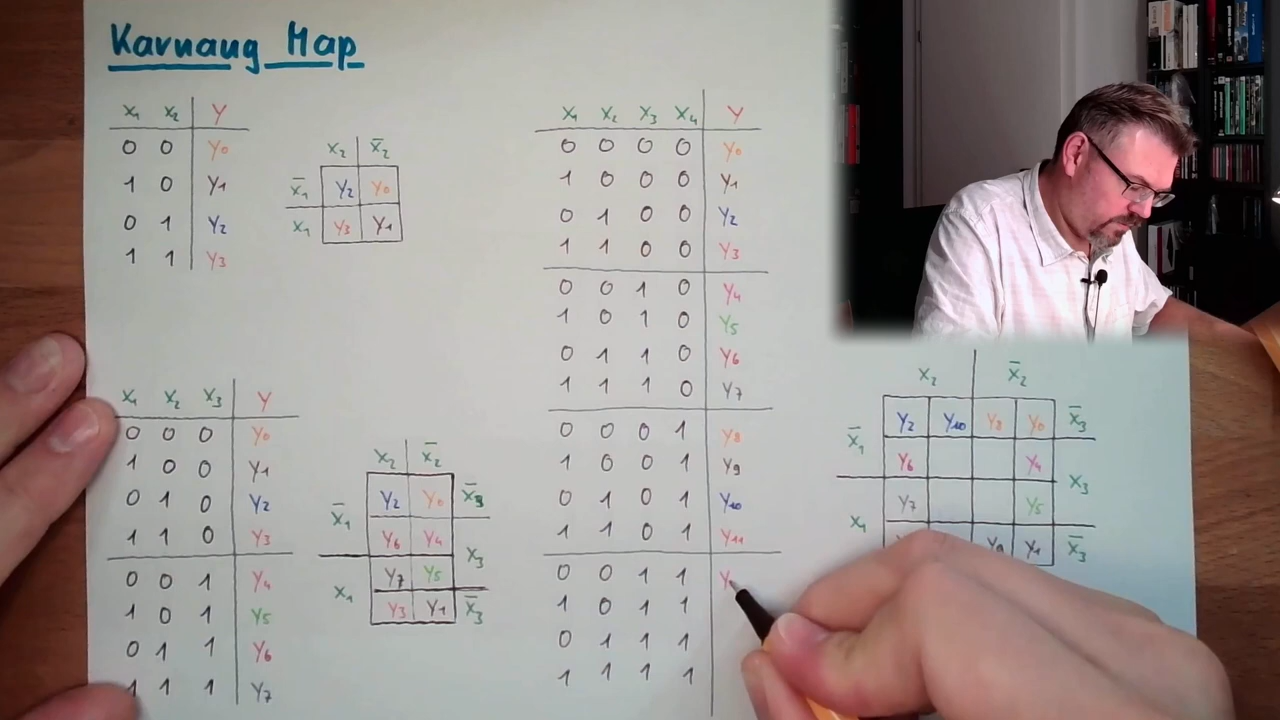 Karnaug Map
x₁ x₂ Y
0 0 Y₀
1 0 Y₁
0 1 Y₂
1 1 Y₃
x₂ x̄₂
x̄₁ Y₂ Y₀
x₁ Y₃ Y₁
x₁ x₂ x₃ Y
0 0 0 Y₀
1 0 0 Y₁
0 1 0 Y₂
1 1 0 Y₃
0 0 1 Y₄
1 0 1 Y₅
0 1 1 Y₆
1 1 1 Y₇
x₂ x̄₂
Y₂ Y₀ x̄₃
x̄₁
Y₆ Y₄
x₃
Y₇ Y₅
x₁
Y₃ Y₁ x̄₃
x₁ x₂ x₃ x₄ Y
0 0 0 0 Y₀
1 0 0 0 Y₁
0 1 0 0 Y₂
1 1 0 0 Y₃
0 0 1 0 Y₄
1 0 1 0 Y₅
0 1 1 0 Y₆
1 1 1 0 Y₇
0 0 0 1 Y₈
1 0 0 1 Y₉
0 1 0 1 Y₁₀
1 1 0 1 Y₁₁
0 0 1 1 Y
1 0 1 1
0 1 1 1
1 1 1 1
x₂ x̄₂
Y₂ Y₁₀ Y₈ Y₀ x̄₃
x̄₁
Y₆ Y₄
x₃
Y₇ Y₅
x₁
Y₉ Y₁ x̄₃